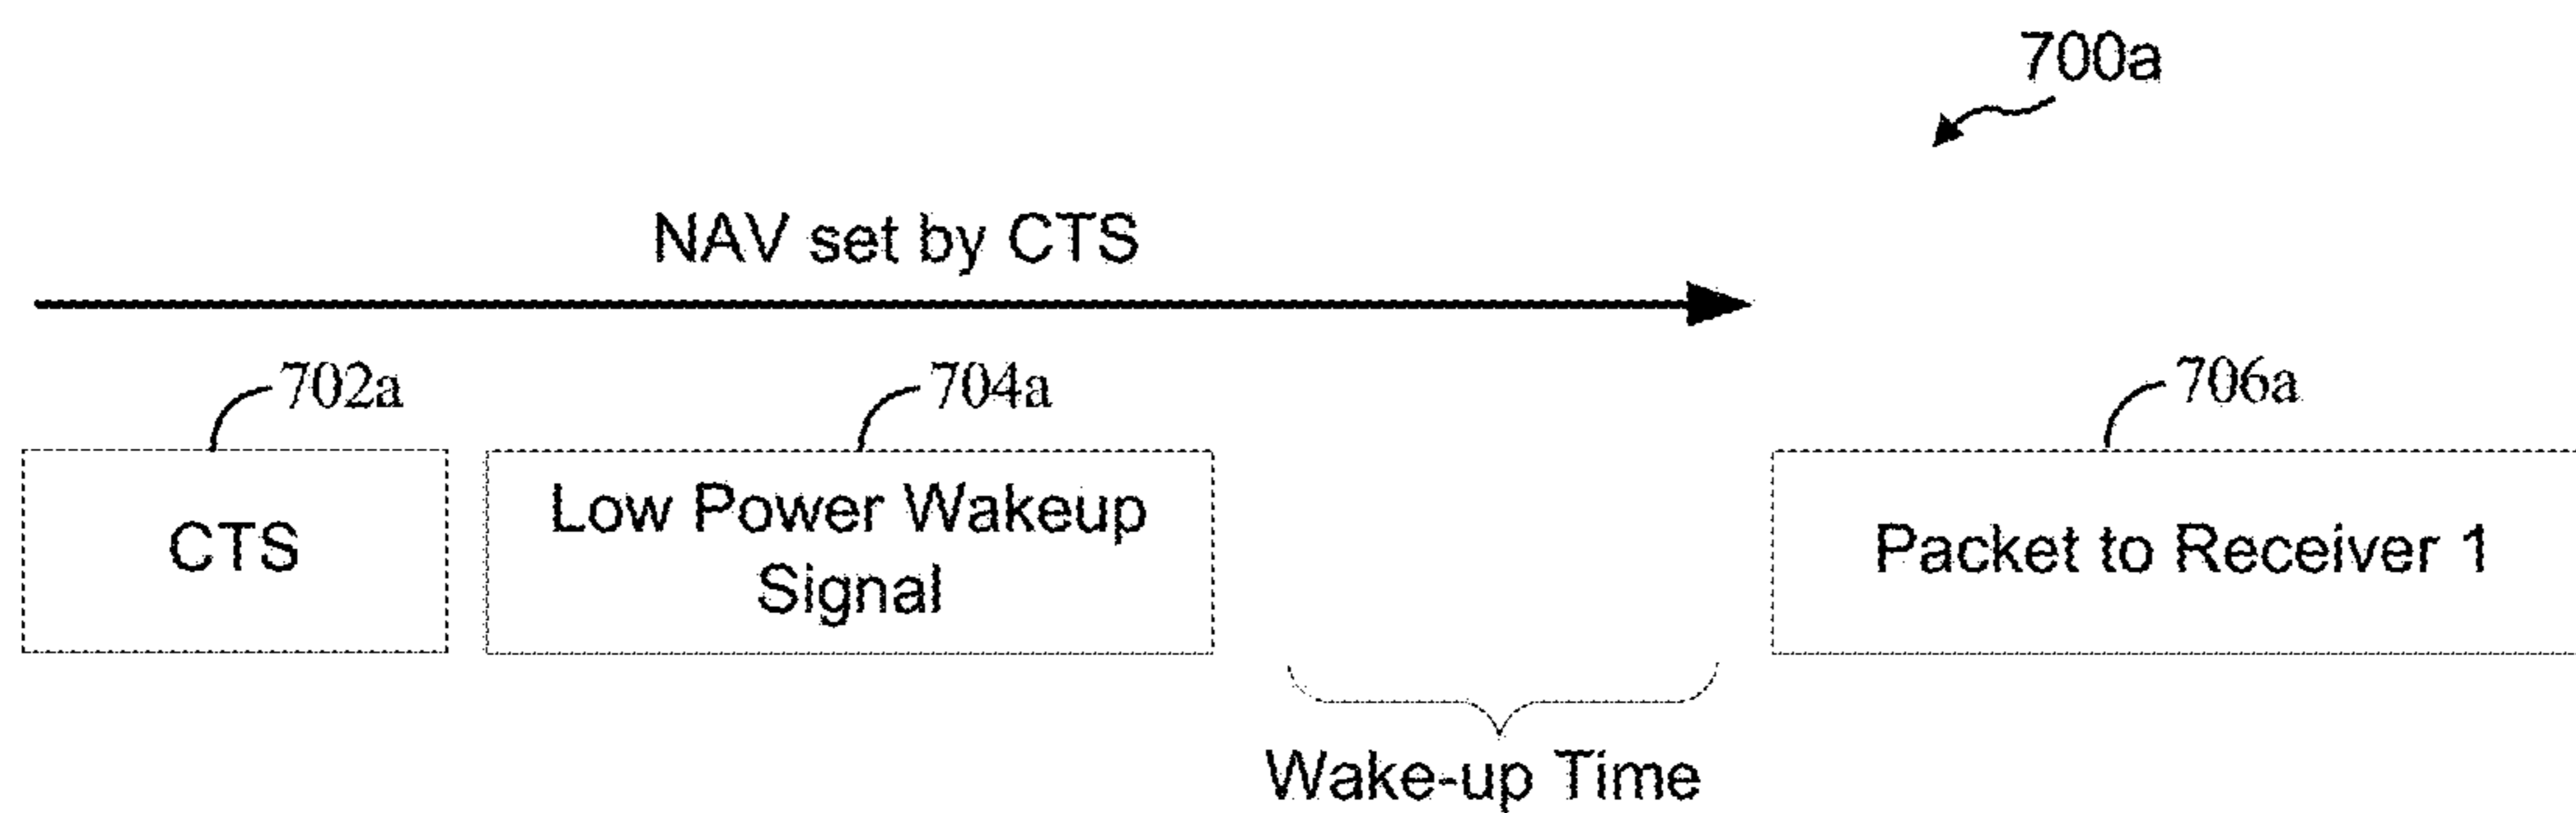 700a
NAV set by CTS
702a
704a
706a
CTS
Low Power Wakeup
Signal
Packet to Receiver 1
Wake-up Time